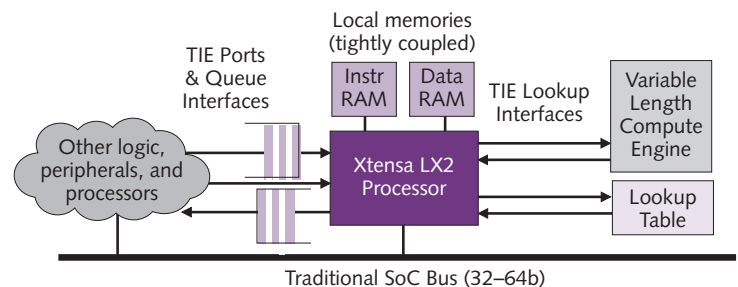 Local memories
(tightly coupled)
TIE Ports
& Queue
Interfaces
Instr
RAM
Data
RAM
TIE Lookup
Interfaces
Variable
Length
Compute
Engine
Other logic,
peripherals, and
processors
Xtensa LX2
Processor
Lookup
Table
Traditional SoC Bus (32–64b)